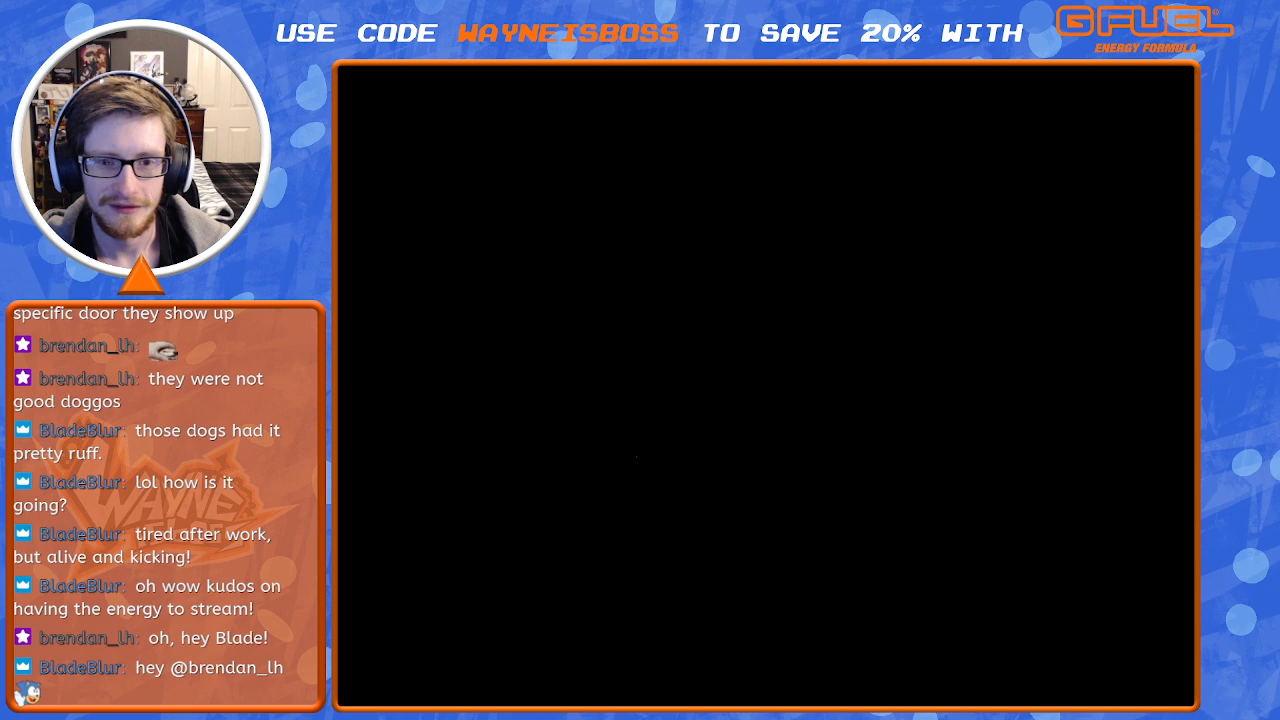 USE CODE WAYNEISBOSS TO SAVE 20% WITH
G FUEL
ENERGY FORMULA
specific door they show up
brendan_lh:
brendan_lh: they were not
good doggos
BladeBlur: those dogs had it
pretty ruff.
BladeBlur: lol how is it
going?
BladeBlur: tired after work,
but alive and kicking!
BladeBlur: oh wow kudos on
having the energy to stream!
brendan_lh: oh, hey Blade!
BladeBlur: hey @brendan_lh
WAYNE